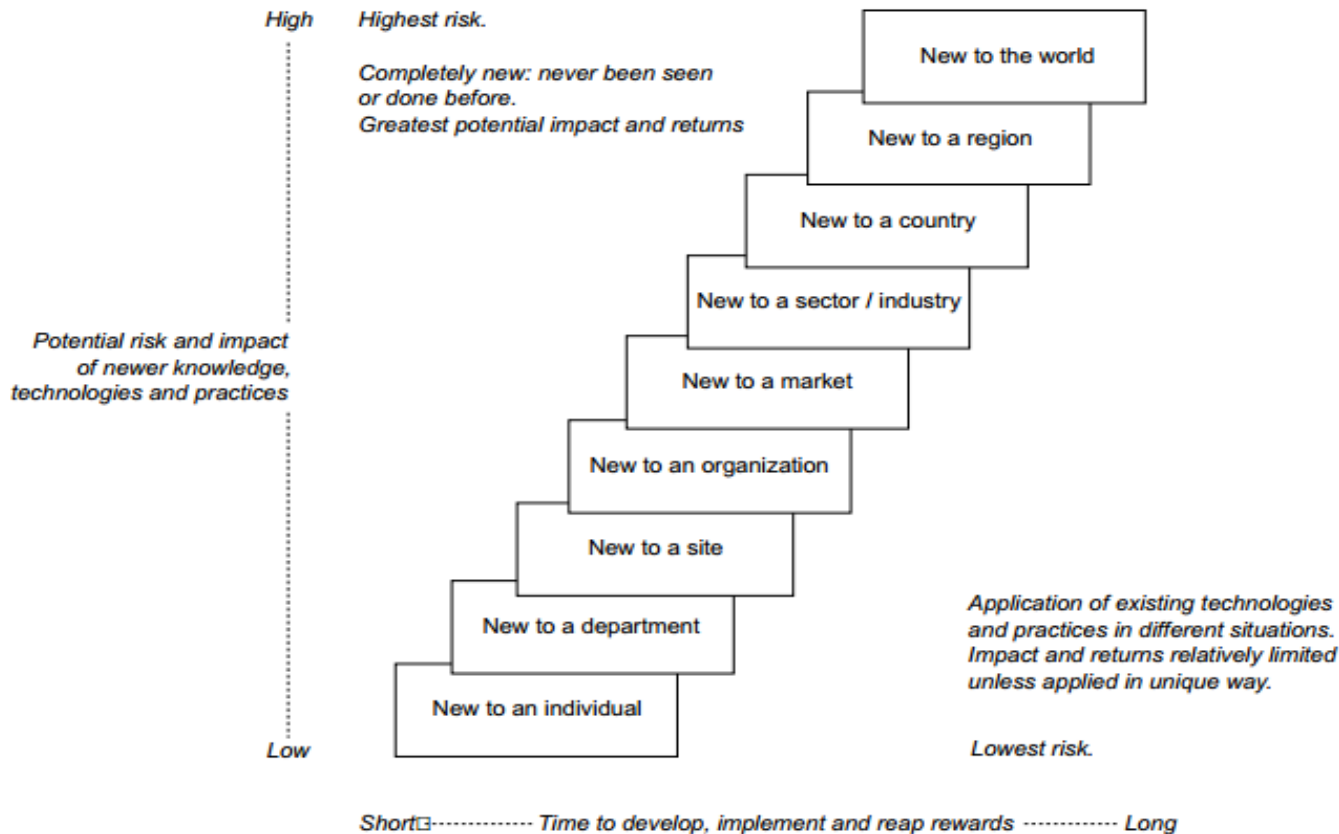 High
Highest risk.
Completely new: never been seen
or done before.
Greatest potential impact and returns
New to the world
New to a region
New to a country
New to a sector / industry
Potential risk and impact
of newer knowledge,
technologies and practices
New to a market
New to an organization
New to a site
New to a department
New to an individual
Application of existing technologies
and practices in different situations.
Impact and returns relatively limited
unless applied in unique way.
Low
Lowest risk.
Short ------------ Time to develop, implement and reap rewards ----------- Long